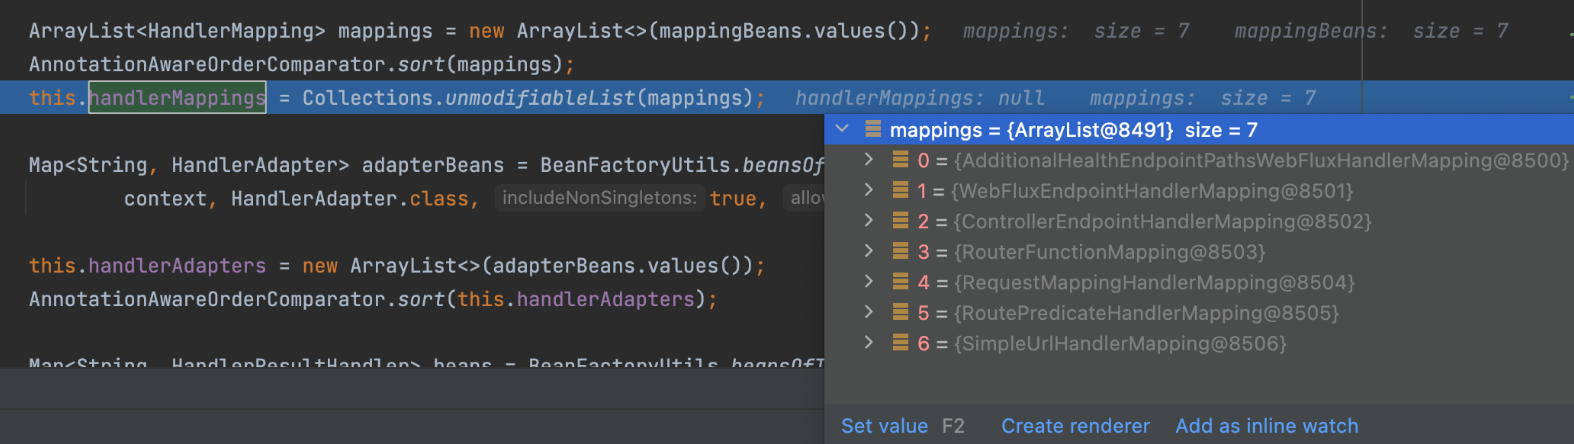 ArrayList<HandlerMapping> mappings = new ArrayList<>(mappingBeans.values()); mappings: size = 7 mappingBeans: size = 7
AnnotationAwareOrderComparator.sort(mappings);
this.handlerMappings = Collections.unmodifiableList(mappings); handlerMappings: null mappings: size = 7
mappings = {ArrayList@8491} size = 7
0 = {AdditionalHealthEndpointPathsWebFluxHandlerMapping@8500}
Map<String, HandlerAdapter> adapterBeans = BeanFactoryUtils.beansOf
1 = {WebFluxEndpointHandlerMapping@8501}
context, HandlerAdapter.class, includeNonSingletons: true, allow
2 = {ControllerEndpointHandlerMapping@8502}
3 = {RouterFunctionMapping@8503}
this.handlerAdapters = new ArrayList<>(adapterBeans.values());
4 = {RequestMappingHandlerMapping@8504}
AnnotationAwareOrderComparator.sort(this.handlerAdapters);
5 = {RoutePredicateHandlerMapping@8505}
6 = {SimpleUrlHandlerMapping@8506}
Map<String, HandlerResultHandler> beans = BeanFactoryUtils.beansOfT
Set value F2 Create renderer Add as inline watch